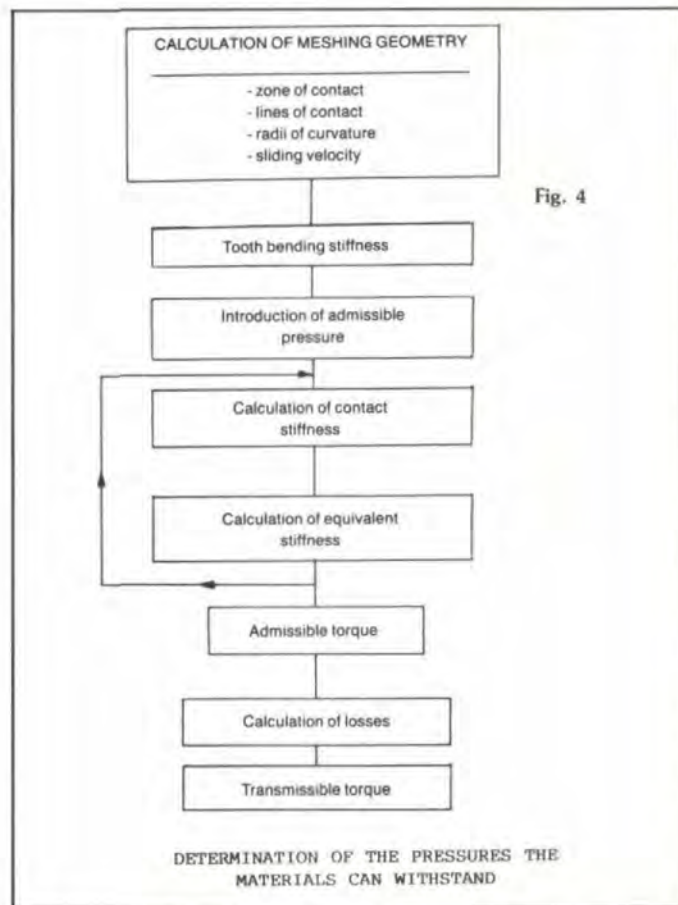 CALCULATION OF MESHING GEOMETRY
- zone of contact
- lines of contact
- radii of curvature
- sliding velocity
Fig. 4
Tooth bending stiffness
Introduction of admissible
pressure
Calculation of contact
stiffness
Calculation of equivalent
stiffness
Admissible torque
Calculation of losses
Transmissible torque
DETERMINATION OF THE PRESSURES THE
MATERIALS CAN WITHSTAND